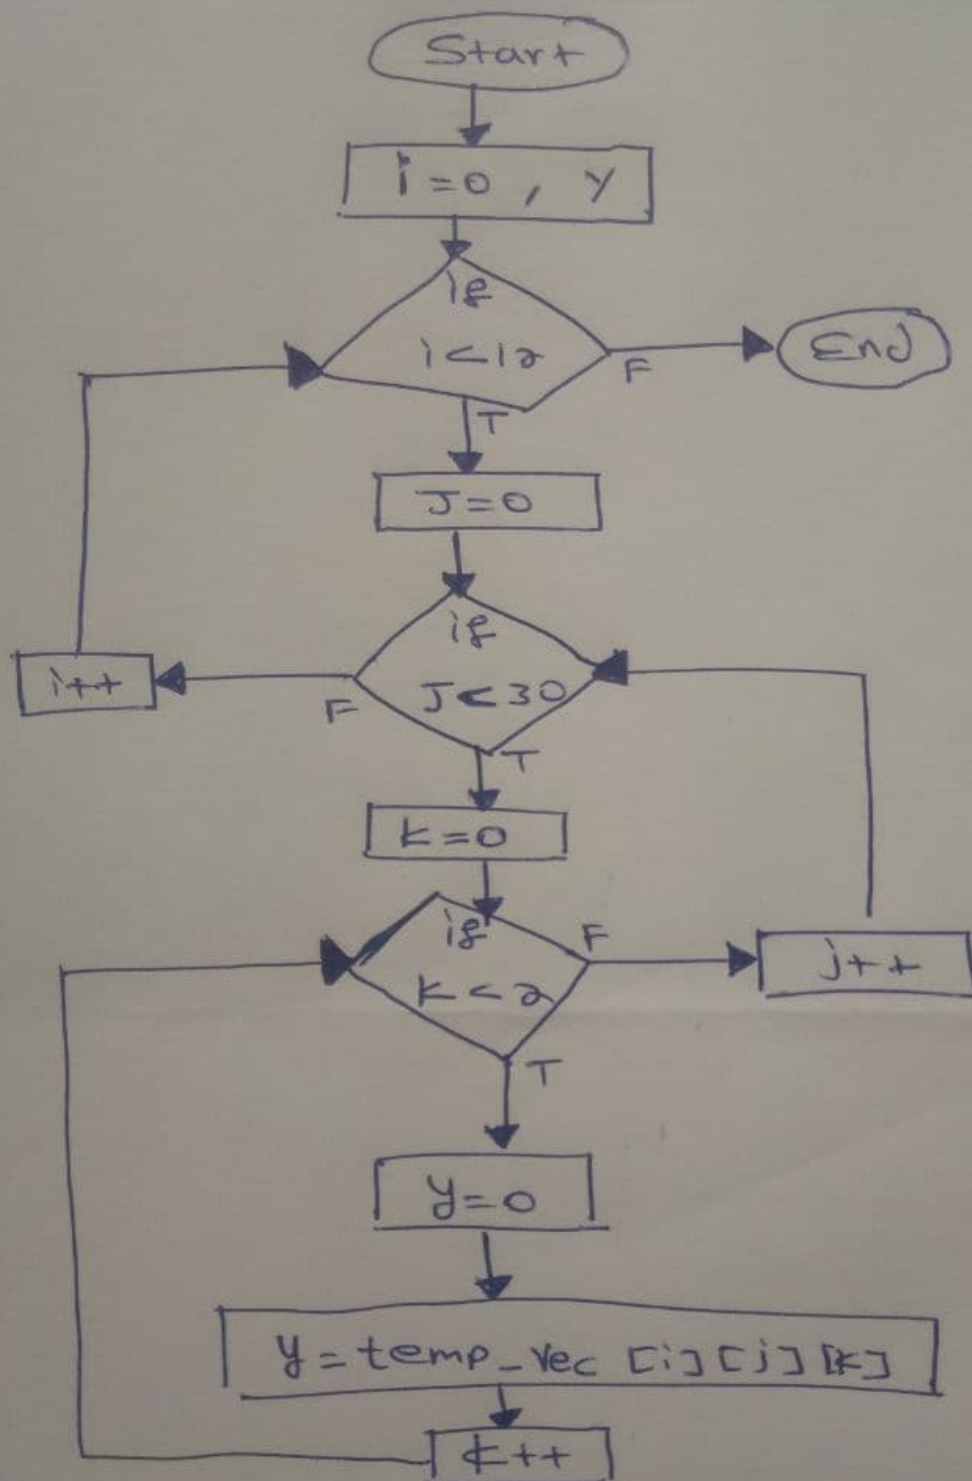 Start
i=0 , Y
if
i<12
F
End
T
J=0
if
J<30
F
i++
T
k=0
if
k<2
F
j++
T
y=0
y=temp_vec [i][j][k]
k++